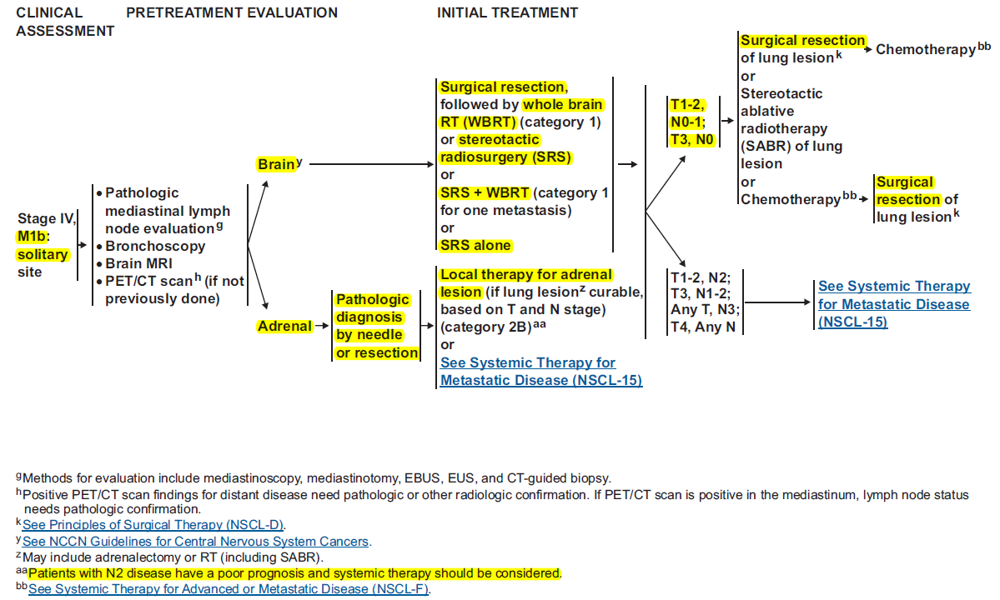 CLINICAL
ASSESSMENT
PRETREATMENT EVALUATION
INITIAL TREATMENT
Stage IV,
M1b:
solitary
site
• Pathologic
mediastinal lymph
node evaluationg
• Bronchoscopy
• Brain MRI
• PET/CT scanh (if not
previously done)
Brainy
Surgical resection,
followed by whole brain
RT (WBRT) (category 1)
or stereotactic
radiosurgery (SRS)
or
SRS + WBRT (category 1
for one metastasis)
or
SRS alone
Adrenal
Pathologic
diagnosis
by needle
or resection
Local therapy for adrenal
lesion (if lung lesionz curable,
based on T and N stage)
(category 2B)aa
or
See Systemic Therapy for
Metastatic Disease (NSCL-15)
T1-2,
N0-1;
T3, N0
Surgical resection
of lung lesionk
or
Stereotactic
ablative
radiotherapy
(SABR) of lung
lesion
or
Chemotherapybb
Chemotherapybb
Surgical
resection of
lung lesionk
T1-2, N2;
T3, N1-2;
Any T, N3;
T4, Any N
See Systemic Therapy
for Metastatic Disease
(NSCL-15)
gMethods for evaluation include mediastinoscopy, mediastinotomy, EBUS, EUS, and CT-guided biopsy.
hPositive PET/CT scan findings for distant disease need pathologic or other radiologic confirmation. If PET/CT scan is positive in the mediastinum, lymph node status
needs pathologic confirmation.
kSee Principles of Surgical Therapy (NSCL-D).
ySee NCCN Guidelines for Central Nervous System Cancers.
zMay include adrenalectomy or RT (including SABR).
aaPatients with N2 disease have a poor prognosis and systemic therapy should be considered.
bbSee Systemic Therapy for Advanced or Metastatic Disease (NSCL-F).